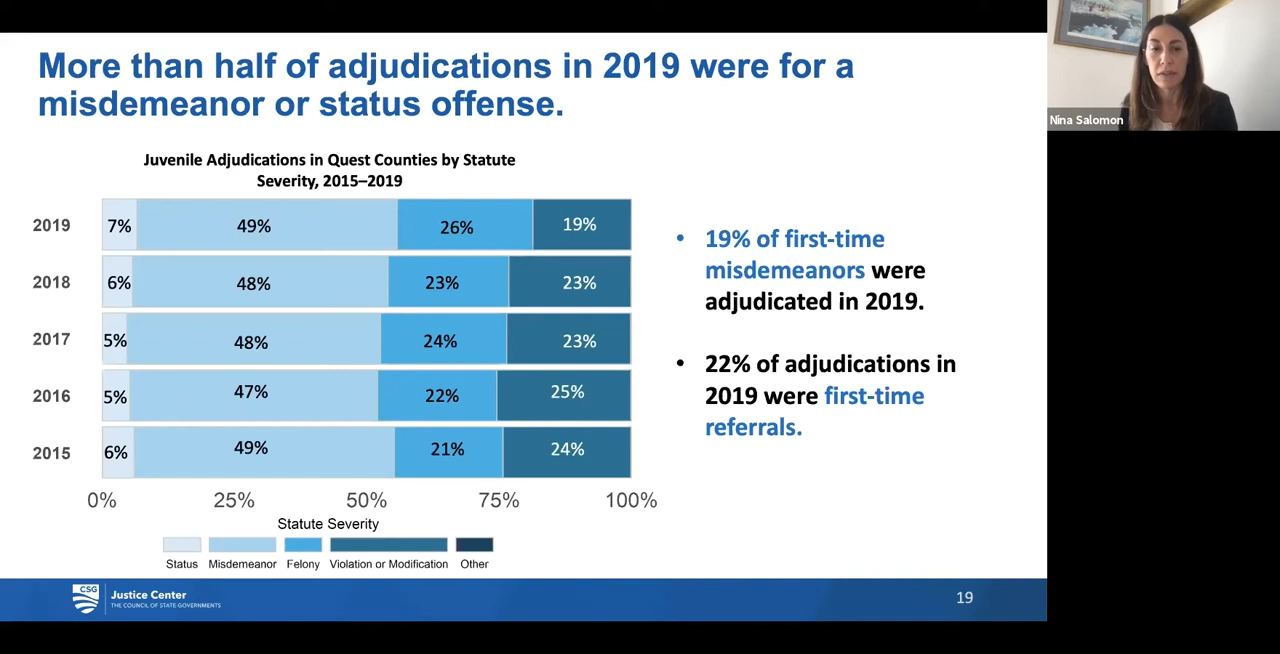 More than half of adjudications in 2019 were for a
misdemeanor or status offense.
Nina Salomon
Juvenile Adjudications in Quest Counties by Statute
Severity, 2015–2019
2019 7% 49% 26% 19%
2018 6% 48% 23% 23%
2017 5% 48% 24% 23%
2016 5% 47% 22% 25%
2015 6% 49% 21% 24%
0% 25% 50% 75% 100%
Statute Severity
Status Misdemeanor Felony Violation or Modification Other
• 19% of first-time
misdemeanors were
adjudicated in 2019.
• 22% of adjudications in
2019 were first-time
referrals.
CSG Justice Center
THE COUNCIL OF STATE GOVERNMENTS
19